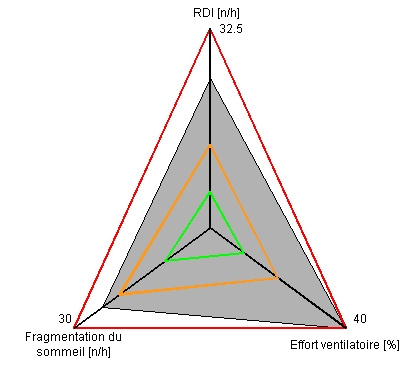 RDI [n/h]
32.5
30
40
Fragmentation du
sommeil [n/h]
Effort ventilatoire [%]